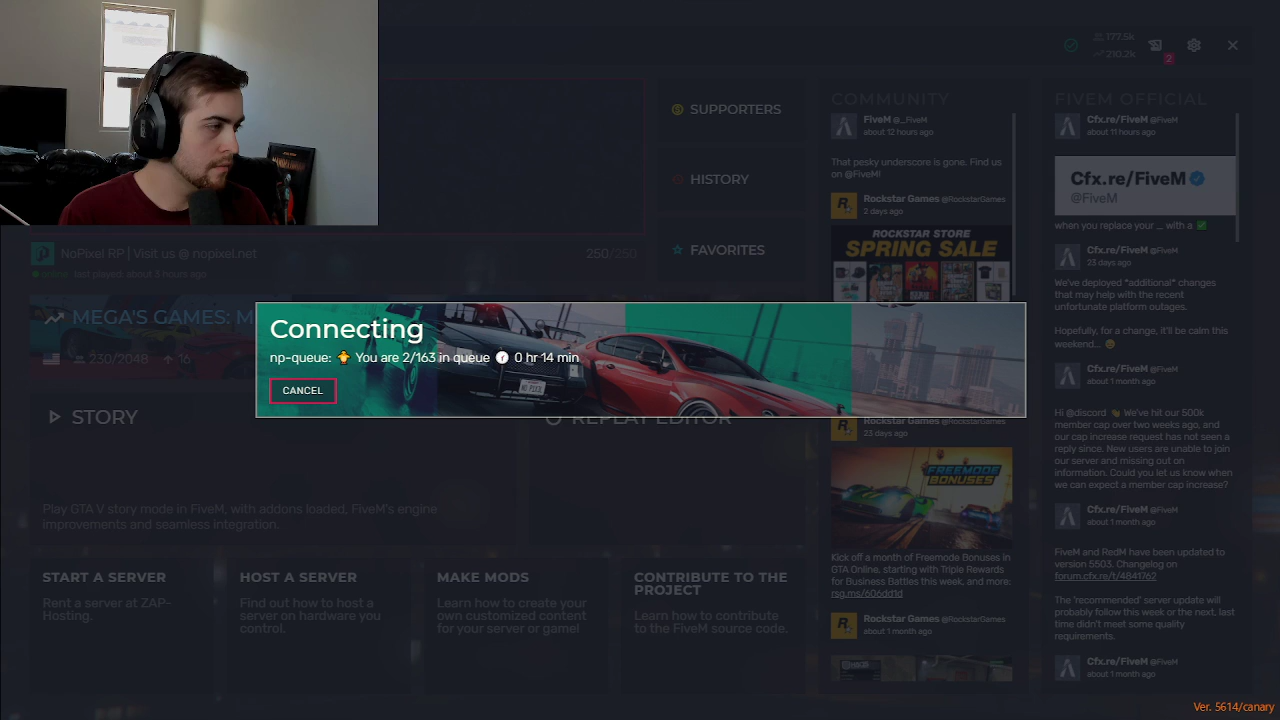 177.5k
210.2k
2
SUPPORTERS
HISTORY
FAVORITES
NoPixel RP | Visit us @ nopixel.net
250/250
online last played: about 3 hours ago
MEGA'S GAMES: M
230/2048 16
Connecting
np-queue: You are 2/163 in queue 0 hr 14 min
NO PIXEL
CANCEL
STORY
REPLAY EDITOR
Play GTA V story mode in FiveM, with addons loaded, FiveM's engine
improvements and seamless integration.
START A SERVER
Rent a server at ZAP-
Hosting.
HOST A SERVER
Find out how to host a
server on hardware you
control.
MAKE MODS
Learn how to create your
own customized content
for your server or game!
CONTRIBUTE TO THE
PROJECT
Learn how to contribute
to the FiveM source code.
COMMUNITY
FiveM @_FiveM
about 12 hours ago
That pesky underscore is gone. Find us
on @FiveM!
Rockstar Games @RockstarGames
2 days ago
ROCKSTAR STORE
SPRING SALE
Rockstar Games @RockstarGames
23 days ago
FREEMODE
BONUSES
Kick off a month of Freemode Bonuses in
GTA Online, starting with Triple Rewards
for Business Battles this week, and more:
rsg.ms/606dd1d
Rockstar Games @RockstarGames
about 1 month ago
FIVEM OFFICIAL
Cfx.re/FiveM @FiveM
about 11 hours ago
Cfx.re/FiveM
@FiveM
when you replace your _ with a ✅
Cfx.re/FiveM @FiveM
23 days ago
We've deployed *additional* changes
that may help with the recent
unfortunate platform outages.
Hopefully, for a change, it'll be calm this
weekend...
Cfx.re/FiveM @FiveM
about 1 month ago
Hi @discord 👋 We've hit our 500k
member cap over two weeks ago, and
our cap increase request has not seen a
reply since. New users are unable to join
our server and missing out on
information. Could you let us know when
we can expect a member cap increase?
Cfx.re/FiveM @FiveM
about 1 month ago
FiveM and RedM have been updated to
version 5503. Changelog on
forum.cfx.re/t/4841762
The 'recommended' server update will
probably follow this week or the next, last
time didn't meet some quality
requirements.
Cfx.re/FiveM @FiveM
about 1 month ago
Ver. 5614/canary